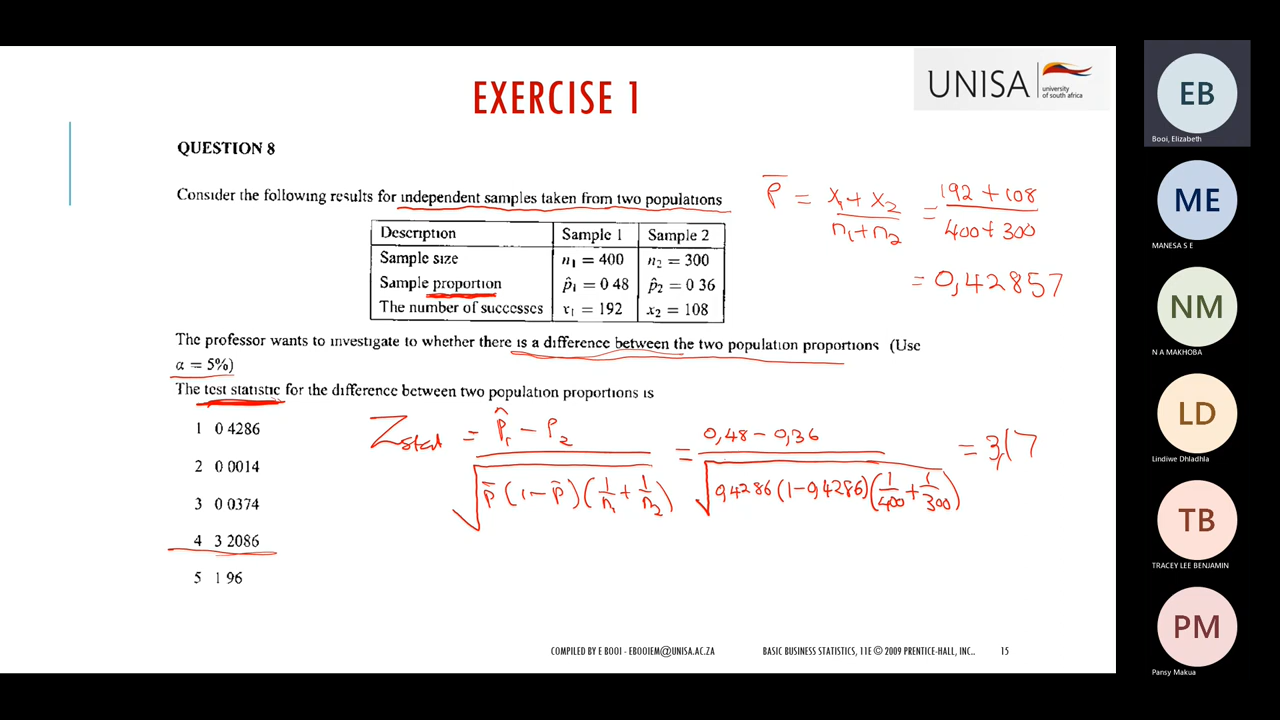 EXERCISE 1
UNISA
university
of south africa
QUESTION 8
Consider the following results for independent samples taken from two populations
Description Sample 1 Sample 2
Sample size n₁ = 400 n₂ = 300
Sample proportion p̂₁ = 0 48 p̂₂ = 0 36
The number of successes x₁ = 192 x₂ = 108
P̄ = x₁ + x₂ / n₁ + n₂ = 192 + 108 / 400 + 300
= 0,42857
The professor wants to investigate to whether there is a difference between the two population proportions (Use
α = 5%)
The test statistic for the difference between two population proportions is
1 0 4286
2 0 0014
3 0 0374
4 3 2086
5 1 96
Zstat = p̂₁ - p₂ / √p̄(1-p̄)(1/n₁ + 1/n₂) = 0,48 - 0,36 / √0,4286(1-0,4286)(1/400 + 1/300) = 3,17
COMPILED BY E BOOI - EBOOIEM@UNISA.AC.ZA
BASIC BUSINESS STATISTICS, 11E © 2009 PRENTICE-HALL, INC..
15
EB
Booi, Elizabeth
ME
MANESA S E
NM
N A MAKHOBA
LD
Lindiwe Dhladhla
TB
TRACEY LEE BENJAMIN
PM
Pansy Makua